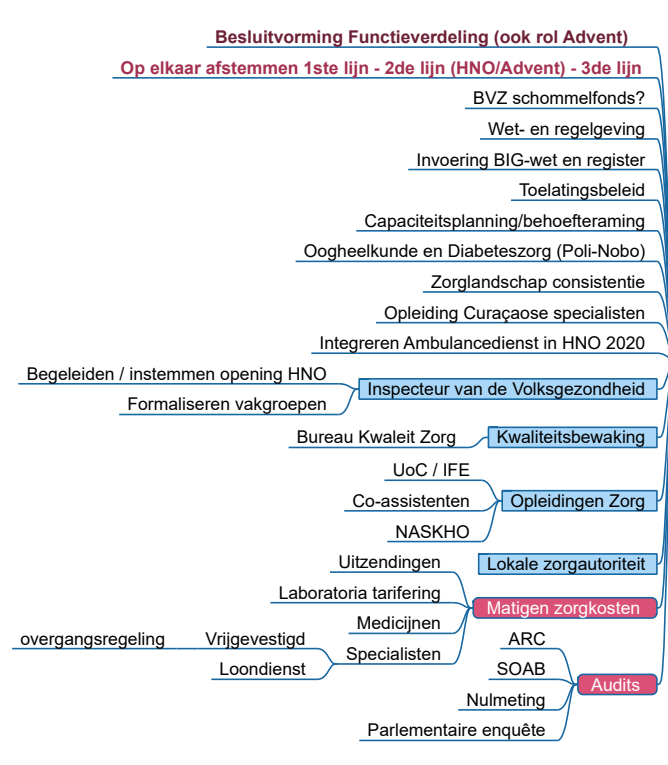 Besluitvorming Functieverdeling (ook rol Advent)
Op elkaar afstemmen 1ste lijn - 2de lijn (HNO/Advent) - 3de lijn
BVZ schommelfonds?
Wet- en regelgeving
Invoering BIG-wet en register
Toelatingsbeleid
Capaciteitsplanning/behoefteraming
Oogheelkunde en Diabeteszorg (Poli-Nobo)
Zorglandschap consistentie
Opleiding Curaçaose specialisten
Integreren Ambulancedienst in HNO 2020
Begeleiden / instemmen opening HNO
Inspecteur van de Volksgezondheid
Formaliseren vakgroepen
Bureau Kwaleit Zorg
Kwaliteitsbewaking
UoC / IFE
Co-assistenten
Opleidingen Zorg
NASKHO
Uitzendingen
Lokale zorgautoriteit
Laboratoria tarifering
Matigen zorgkosten
Medicijnen
overgangsregeling
Vrijgevestigd
Specialisten
Loondienst
ARC
SOAB
Audits
Nulmeting
Parlementaire enquête